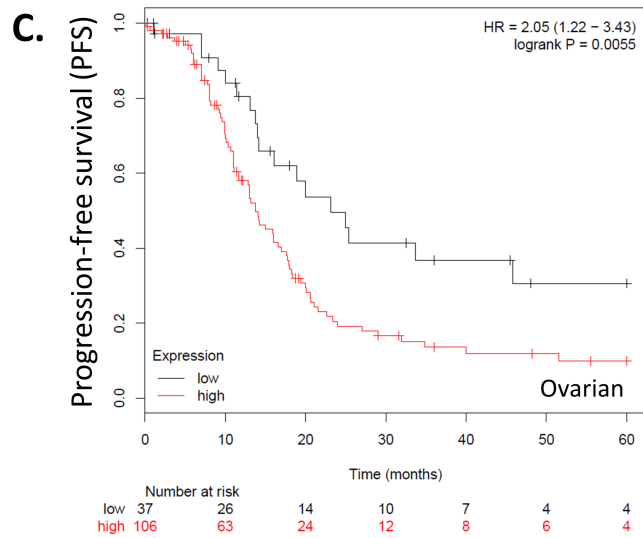 C.
Progression-free survival (PFS)
HR = 2.05 (1.22 − 3.43)
logrank P = 0.0055
1.0
0.8
0.6
0.4
0.2
0.0
Expression
low
high
Ovarian
0 10 20 30 40 50 60
Time (months)
Number at risk
low 37 26 14 10 7 4 4
high 106 63 24 12 8 6 4